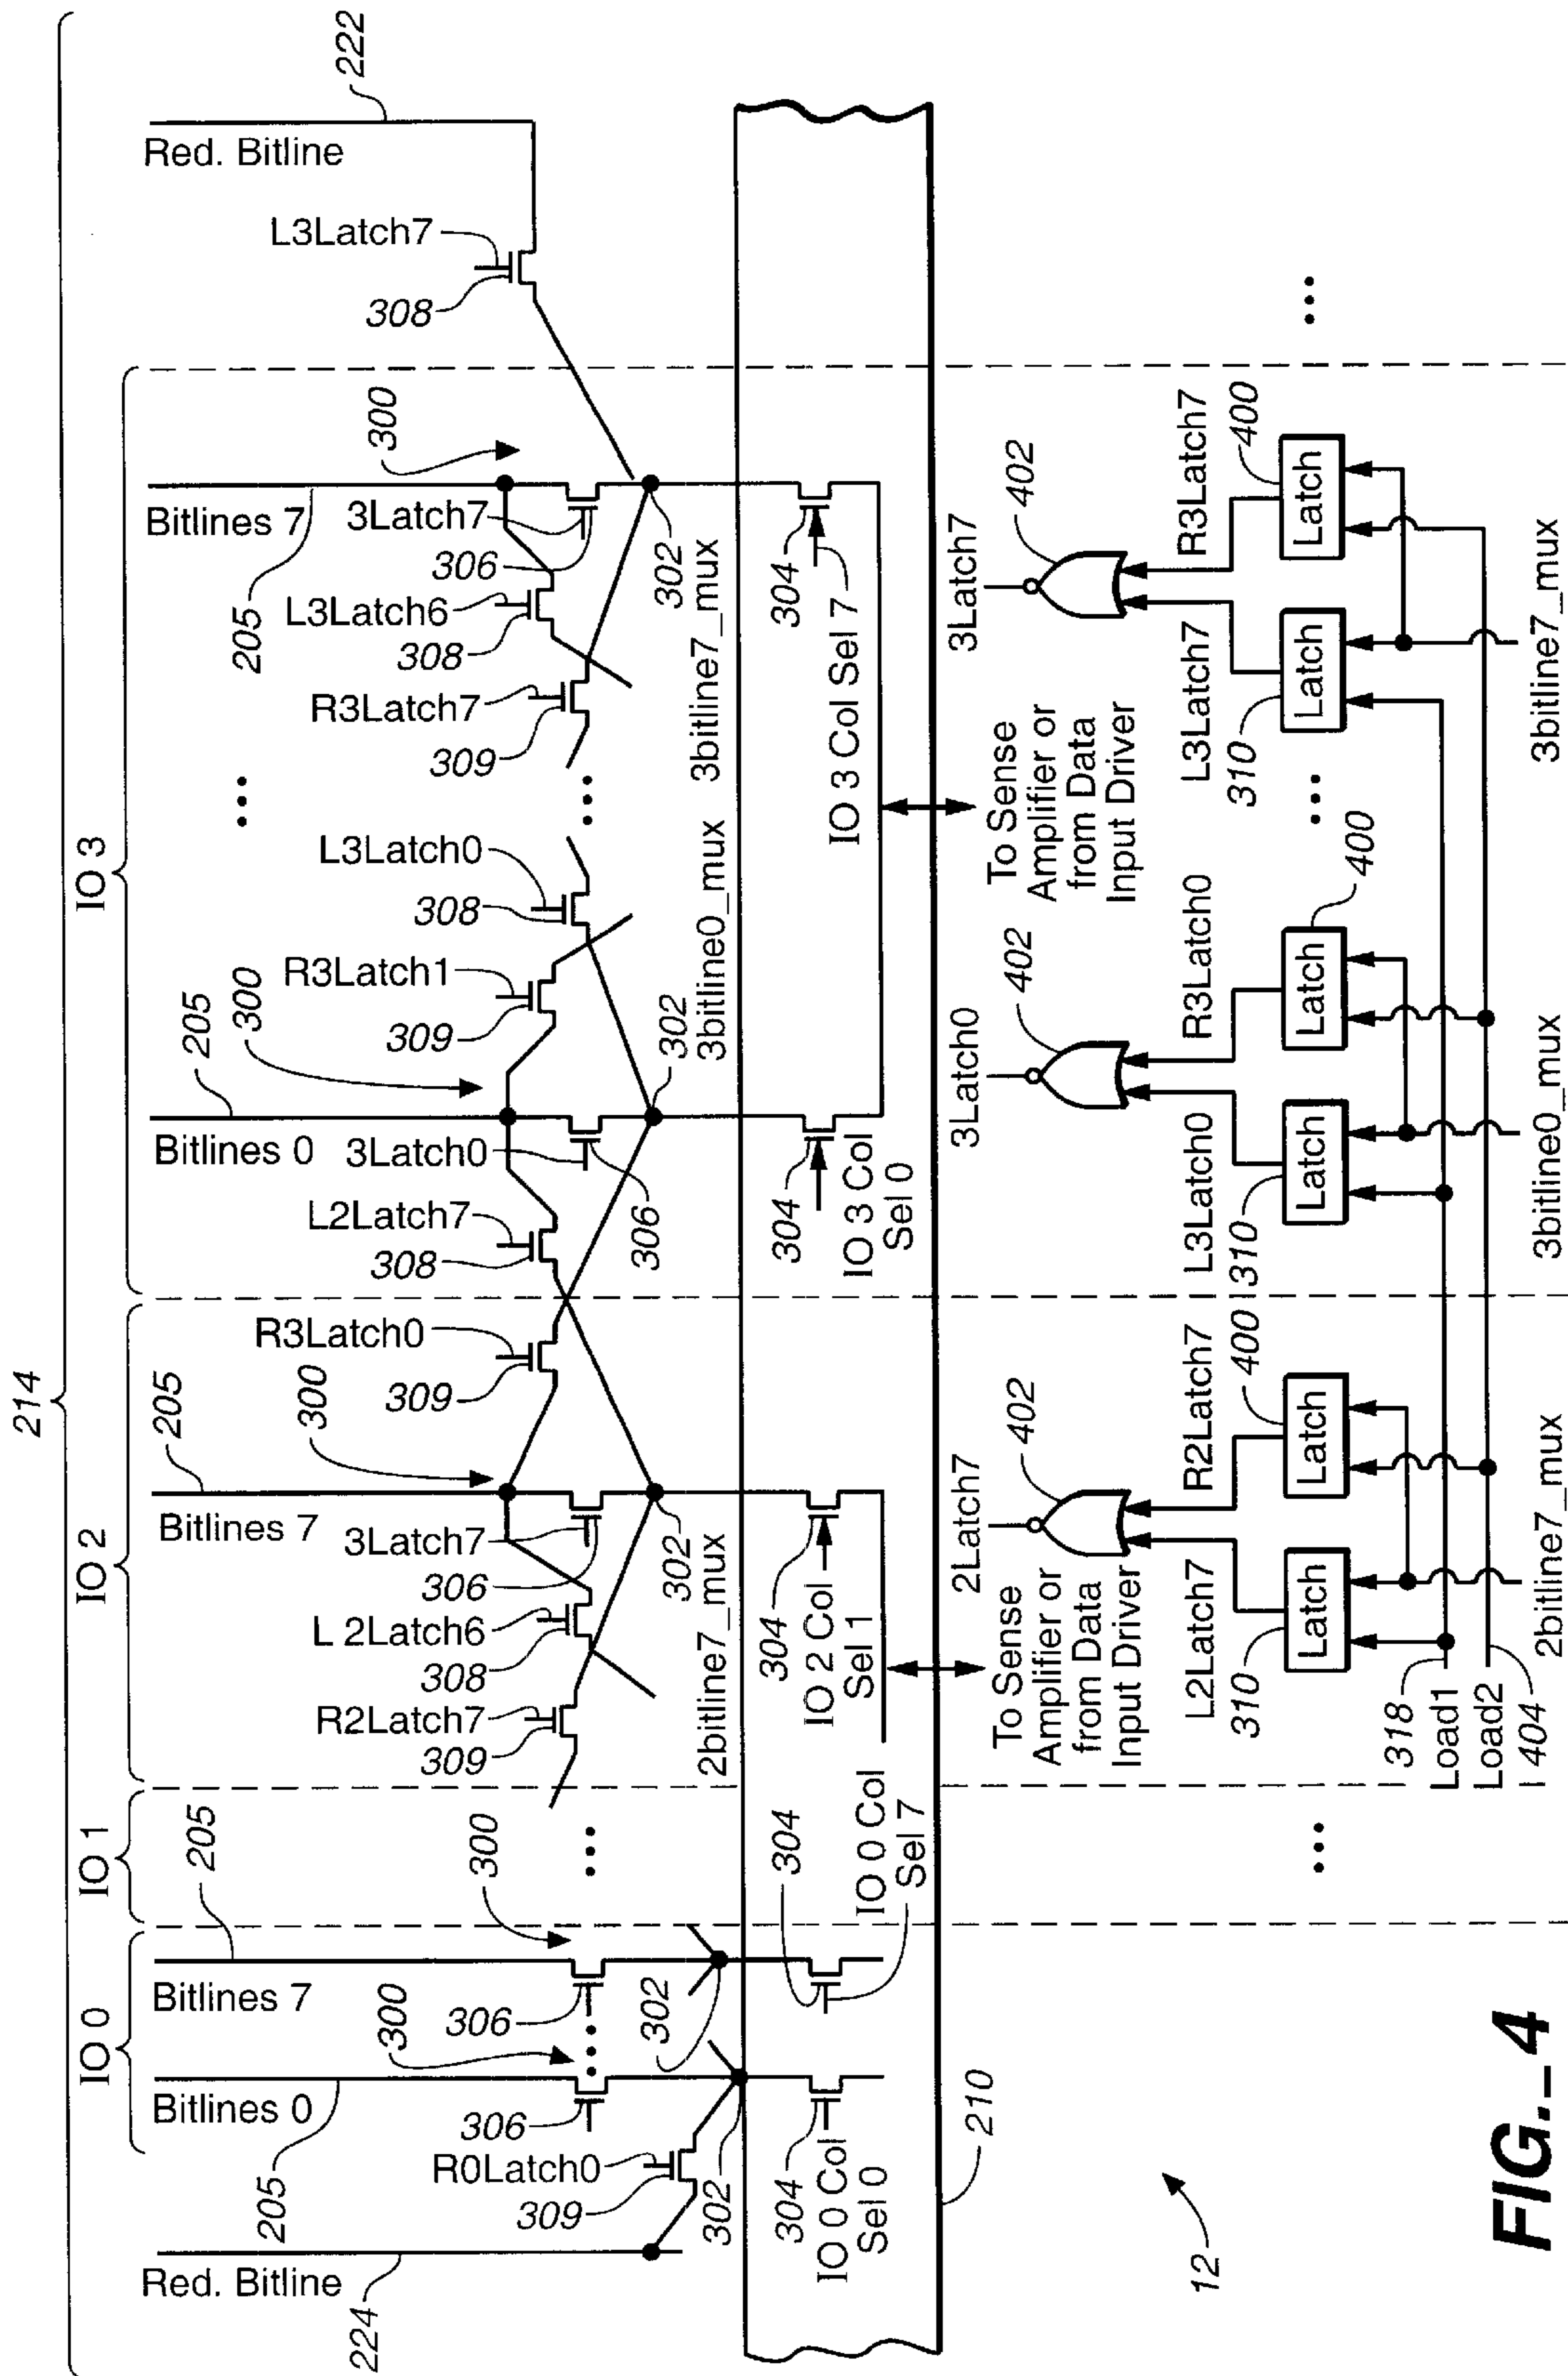 214
IO 0
IO 1
IO 2
IO 3
Red. Bitline
224
Bitlines 0
205
Bitlines 7
205
Bitlines 7
205
Bitlines 0
205
Bitlines 7
205
Red. Bitline
222
R0Latch0
309
306
300
306
300
302
302
R2Latch7
309
L 2Latch6
308
3Latch7
306
300
R3Latch0
309
L2Latch7
308
3Latch0
306
300
R3Latch1
309
L3Latch0
308
R3Latch7
309
L3Latch6
308
3Latch7
306
300
L3Latch7
308
302
2bitline7_mux
302
3bitline0_mux
302
3bitline7_mux
304
IO 0 Col
Sel 0
304
IO 0 Col
Sel 7
304
IO 2 Col
Sel 1
304
IO 3 Col
Sel 0
304
IO 3 Col Sel 7
210
To Sense
Amplifier or
from Data
Input Driver
To Sense
Amplifier or
from Data
Input Driver
2Latch7
402
3Latch0
402
3Latch7
402
L2Latch7
R2Latch7
L3Latch0
R3Latch0
L3Latch7
R3Latch7
310
Latch
400
Latch
310
Latch
400
Latch
310
Latch
400
Latch
318
Load1
Load2
404
2bitline7_mux
3bitline0_mux
3bitline7_mux
12
FIG._4